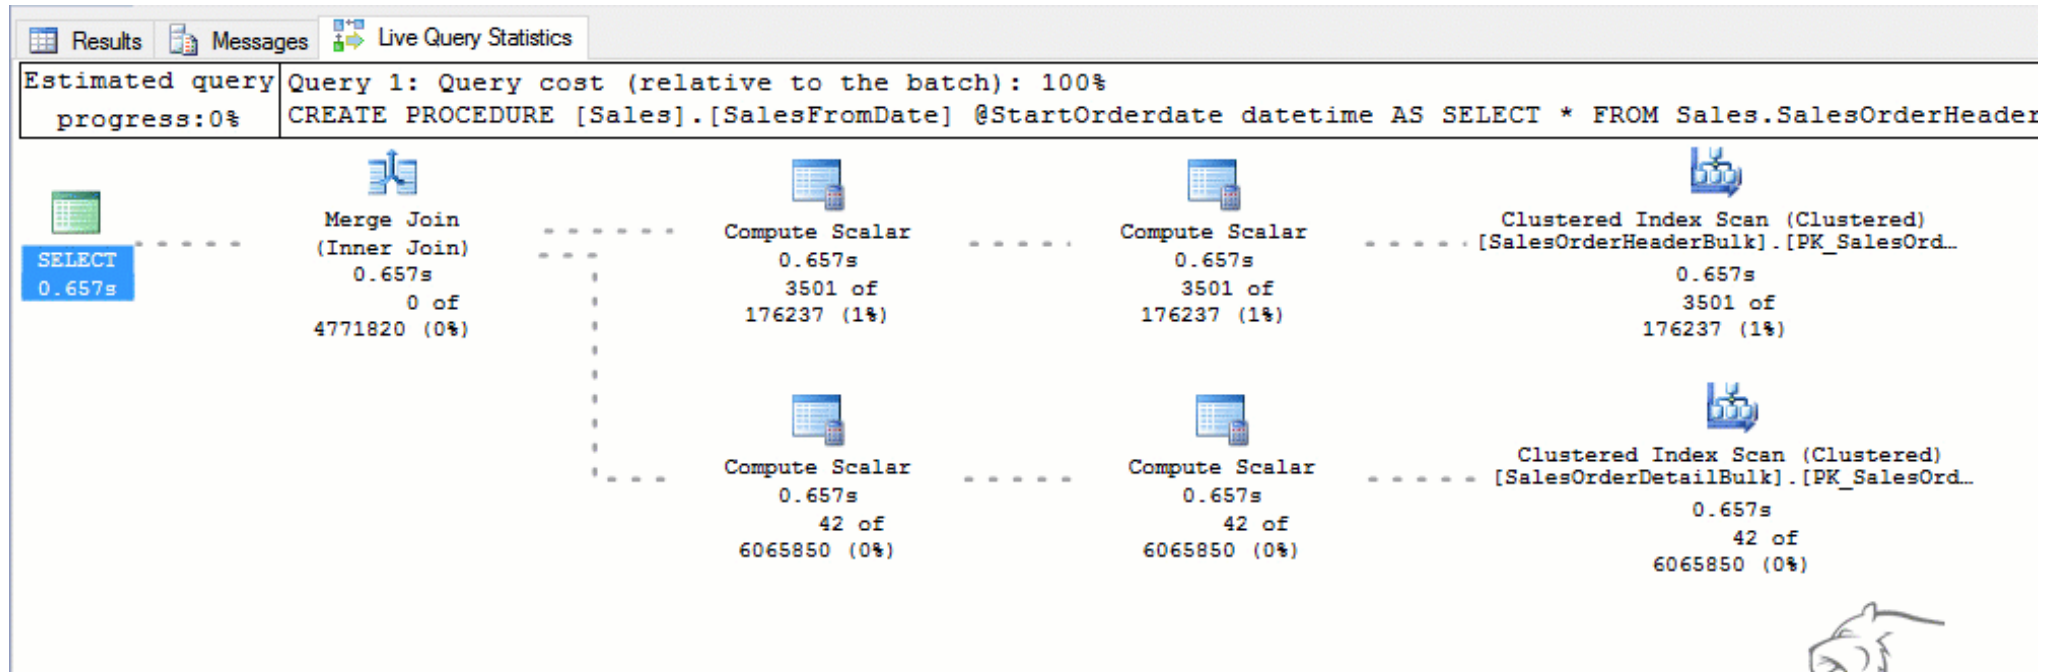 Results
Messages
Live Query Statistics
Estimated query
progress:0%
Query 1: Query cost (relative to the batch): 100%
CREATE PROCEDURE [Sales].[SalesFromDate] @StartOrderdate datetime AS SELECT * FROM Sales.SalesOrderHeader
SELECT
0.657s
Merge Join
(Inner Join)
0.657s
0 of
4771820 (0%)
Compute Scalar
0.657s
3501 of
176237 (1%)
Compute Scalar
0.657s
3501 of
176237 (1%)
Clustered Index Scan (Clustered)
[SalesOrderHeaderBulk].[PK_SalesOrd…
0.657s
3501 of
176237 (1%)
Compute Scalar
0.657s
42 of
6065850 (0%)
Compute Scalar
0.657s
42 of
6065850 (0%)
Clustered Index Scan (Clustered)
[SalesOrderDetailBulk].[PK_SalesOrd…
0.657s
42 of
6065850 (0%)